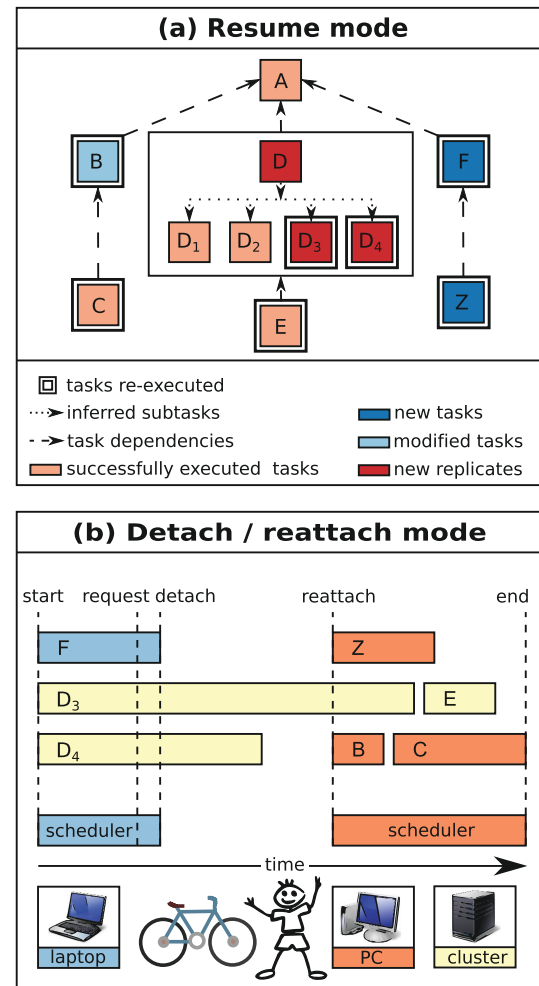 (a) Resume mode
A
B
D
F
D1
D2
D3
D4
C
E
Z
tasks re-executed
inferred subtasks
new tasks
task dependencies
modified tasks
successfully executed tasks
new replicates
(b) Detach / reattach mode
start
request detach
reattach
end
F
Z
D3
E
D4
B
C
scheduler
scheduler
time
laptop
PC
cluster